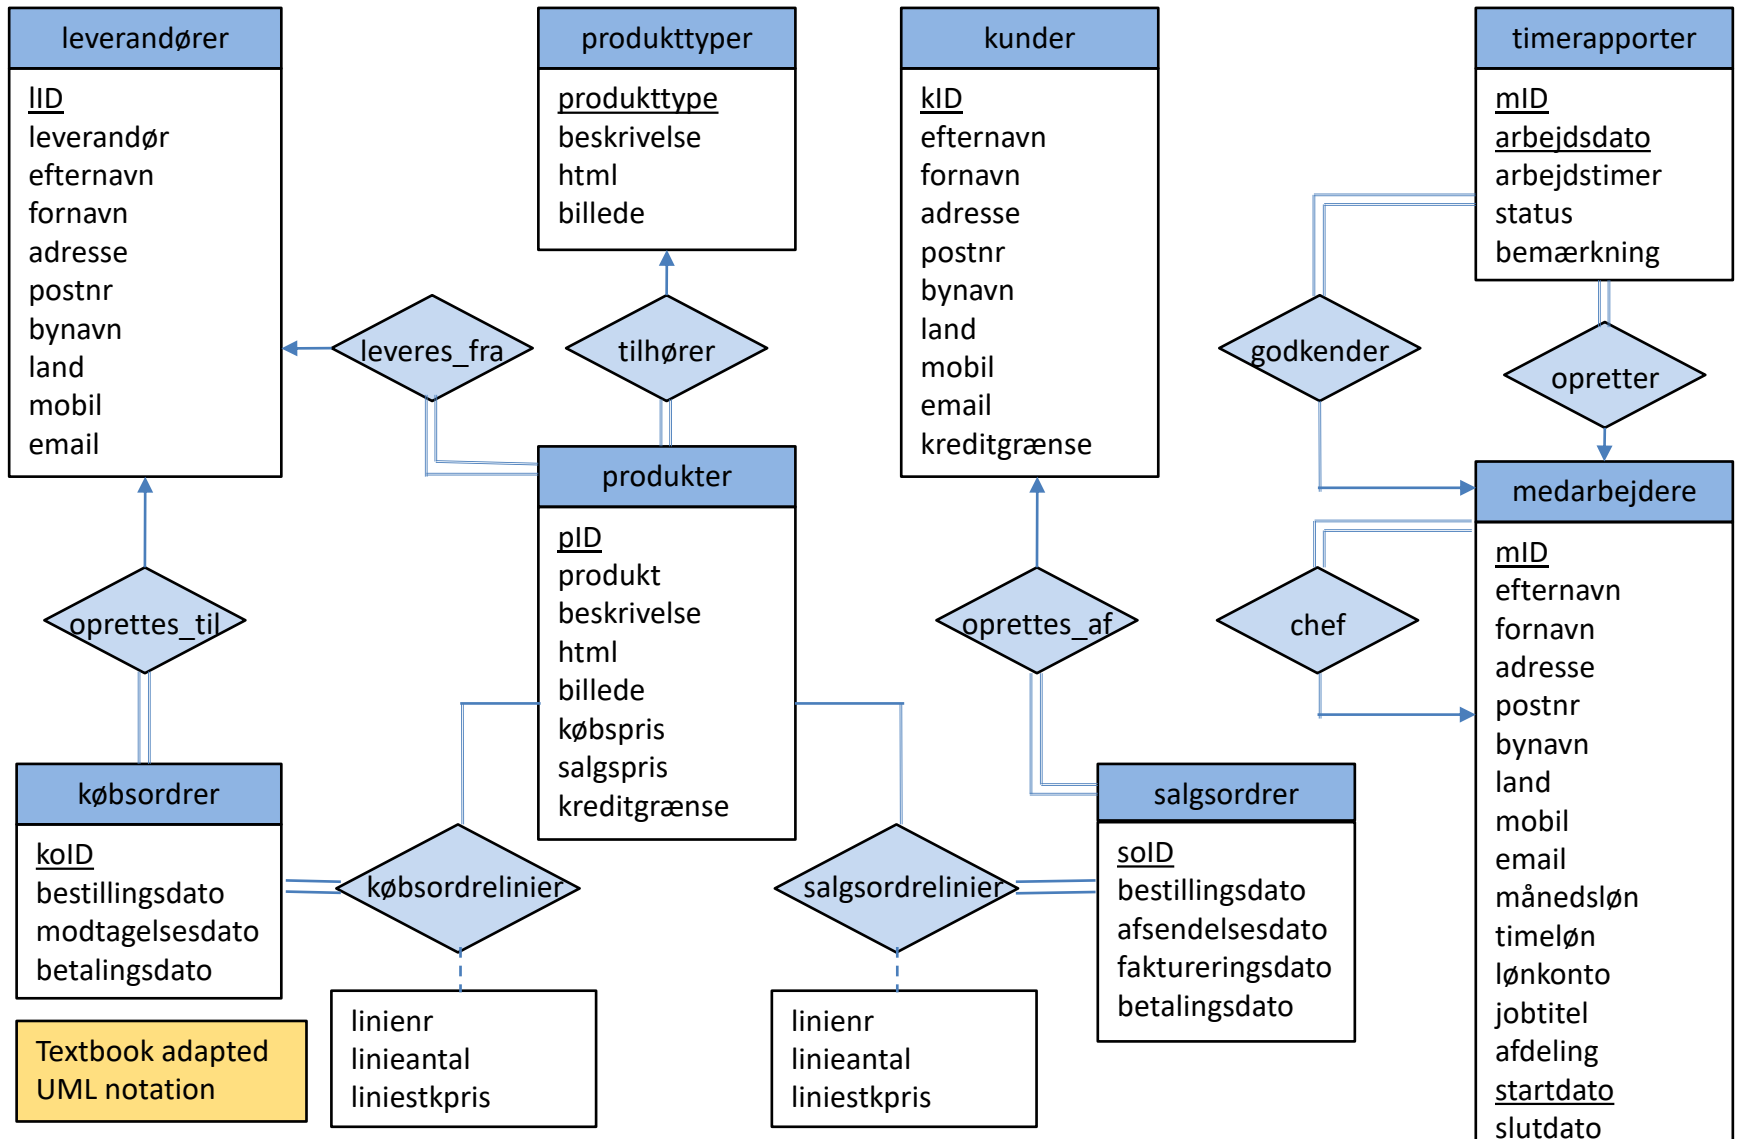 leverandører
lID
leverandør
efternavn
fornavn
adresse
postnr
bynavn
land
mobil
email
produkttyper
produkttype
beskrivelse
html
billede
kunder
kID
efternavn
fornavn
adresse
postnr
bynavn
land
mobil
email
kreditgrænse
timerapporter
mID
arbejdsdato
arbejdstimer
status
bemærkning
leveres_fra
tilhører
godkender
opretter
produkter
pID
produkt
beskrivelse
html
billede
købspris
salgspris
kreditgrænse
medarbejdere
mID
efternavn
fornavn
adresse
postnr
bynavn
land
mobil
email
månedsløn
timeløn
lønkonto
jobtitel
afdeling
startdato
slutdato
oprettes_til
oprettes_af
chef
købsordrer
koID
bestillingsdato
modtagelsesdato
betalingsdato
købsordrelinier
salgsordrelinier
salgsordrer
soID
bestillingsdato
afsendelsesdato
faktureringsdato
betalingsdato
linienr
linieantal
liniestkpris
linienr
linieantal
liniestkpris
Textbook adapted
UML notation